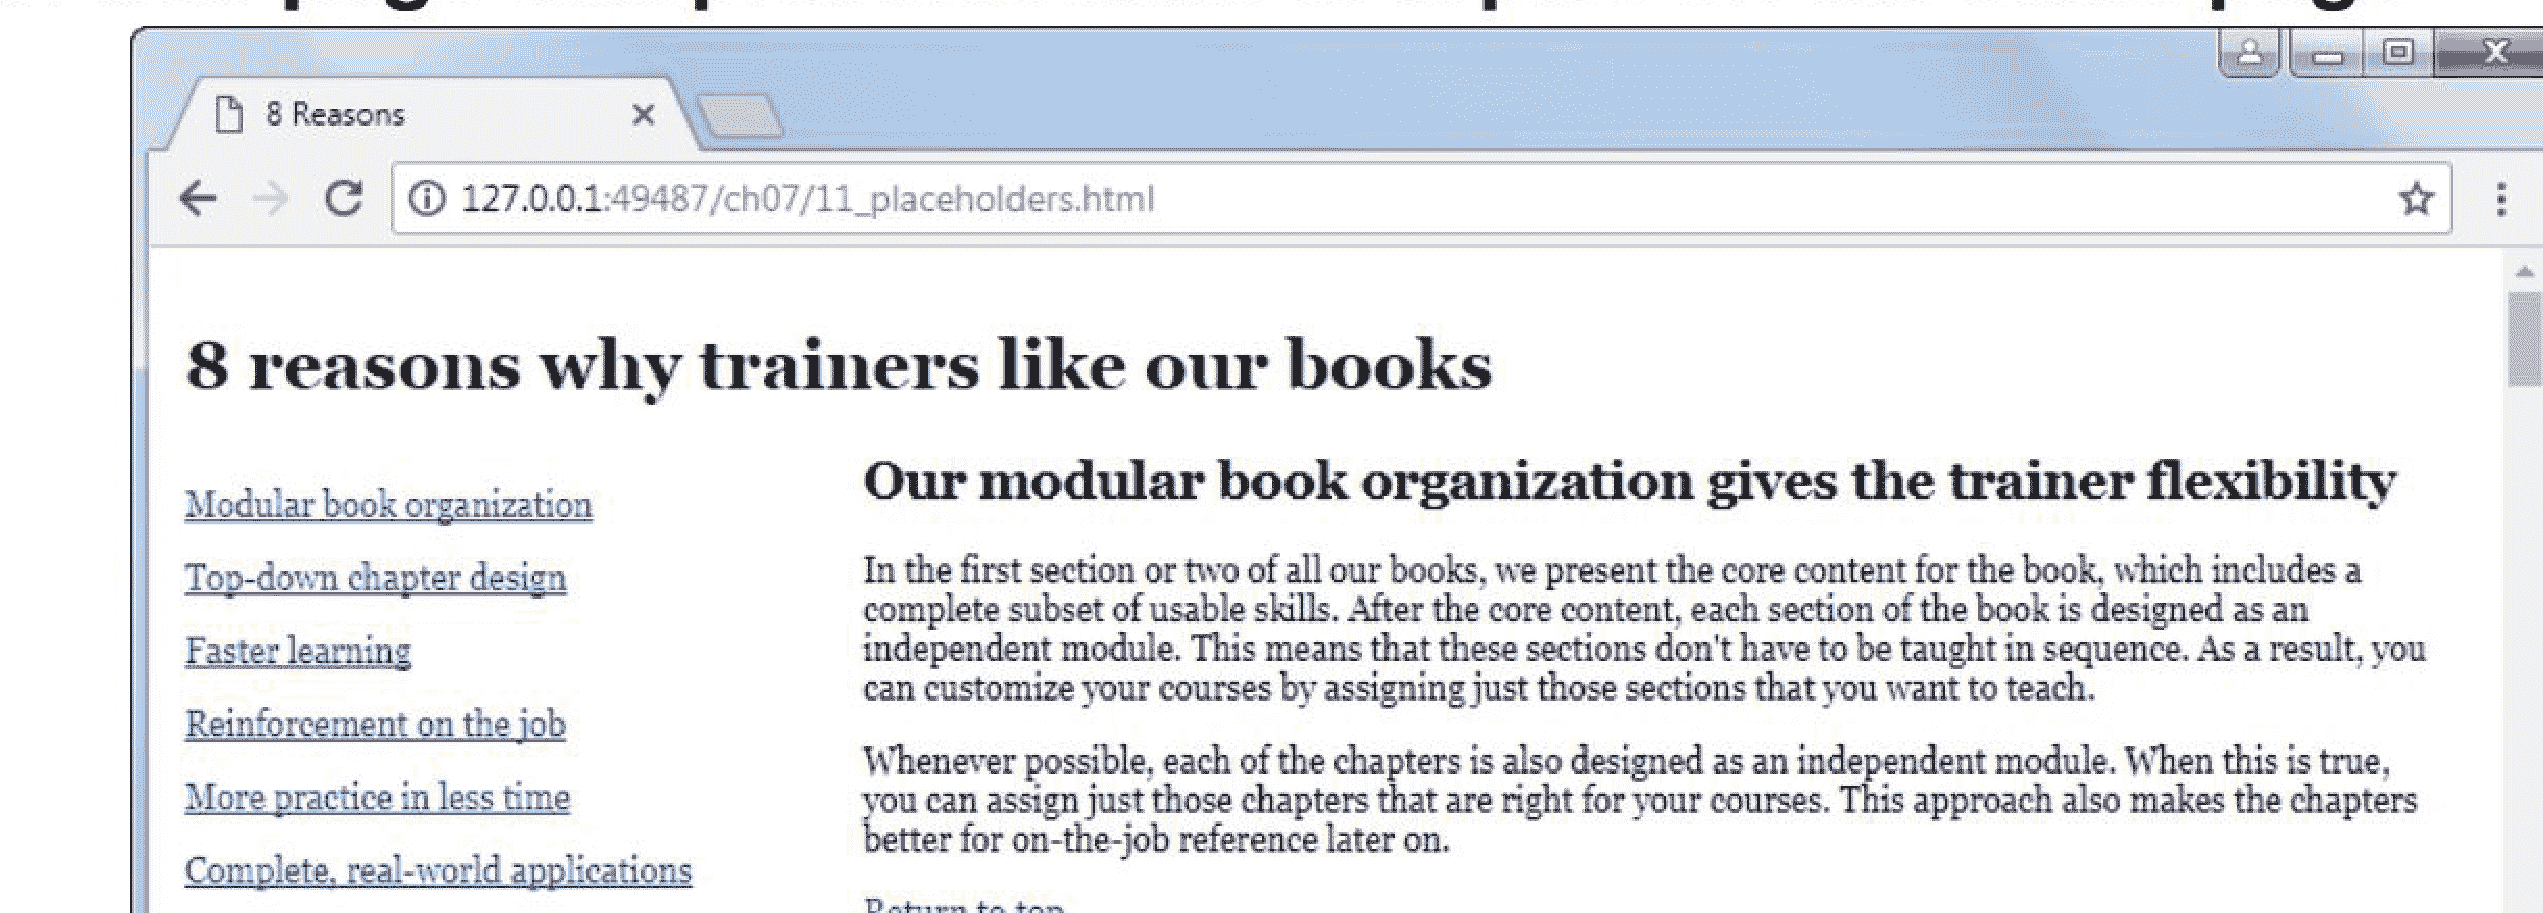 8 Reasons
127.0.0.1:49487/ch07/11_placeholders.html
8 reasons why trainers like our books
Modular book organization
Top-down chapter design
Faster learning
Reinforcement on the job
More practice in less time
Complete, real-world applications
Our modular book organization gives the trainer flexibility
In the first section or two of all our books, we present the core content for the book, which includes a
complete subset of usable skills. After the core content, each section of the book is designed as an
independent module. This means that these sections don't have to be taught in sequence. As a result, you
can customize your courses by assigning just those sections that you want to teach.
Whenever possible, each of the chapters is also designed as an independent module. When this is true,
you can assign just those chapters that are right for your courses. This approach also makes the chapters
better for on-the-job reference later on.
Return to top